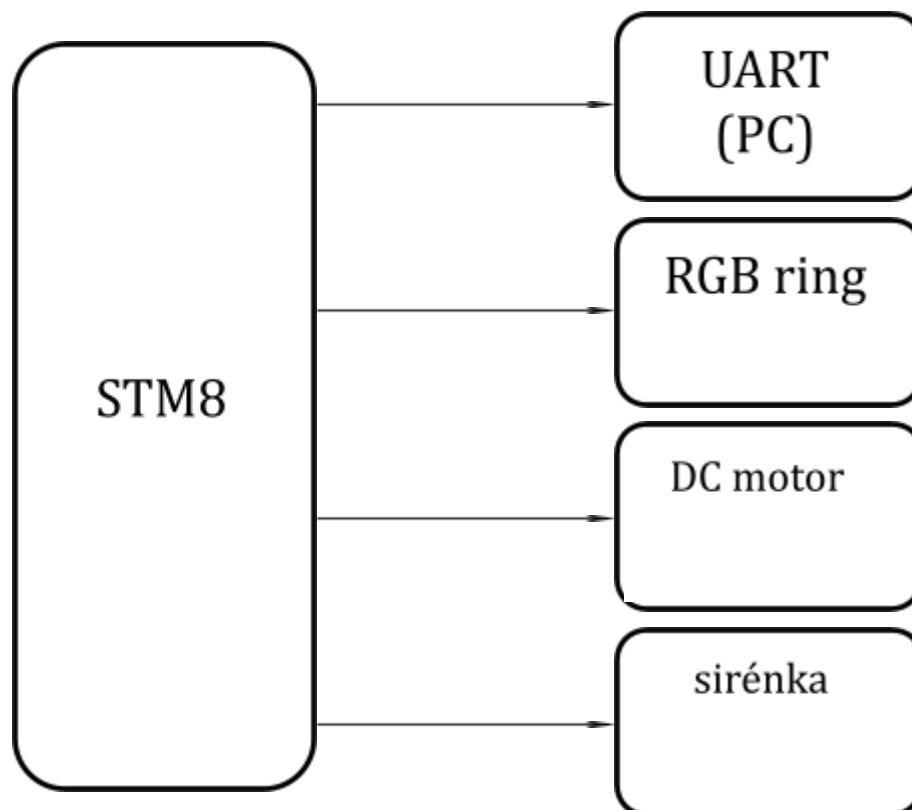 UART
(PC)
RGB ring
STM8
DC motor
sirénka